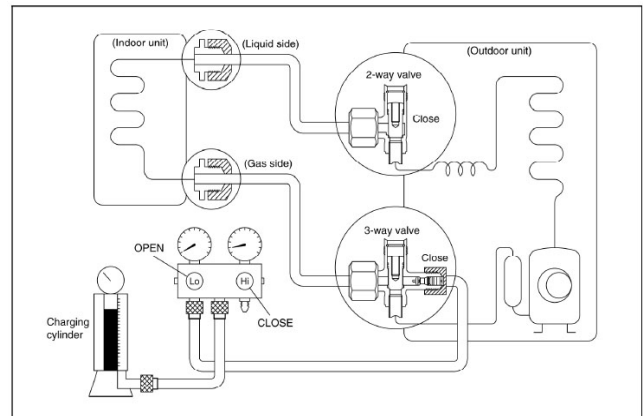 (Indoor unit)
(Liquid side)
(Outdoor unit)
2-way valve
Close
(Gas side)
3-way valve
Close
OPEN
Lo
Hi
CLOSE
Charging
cylinder